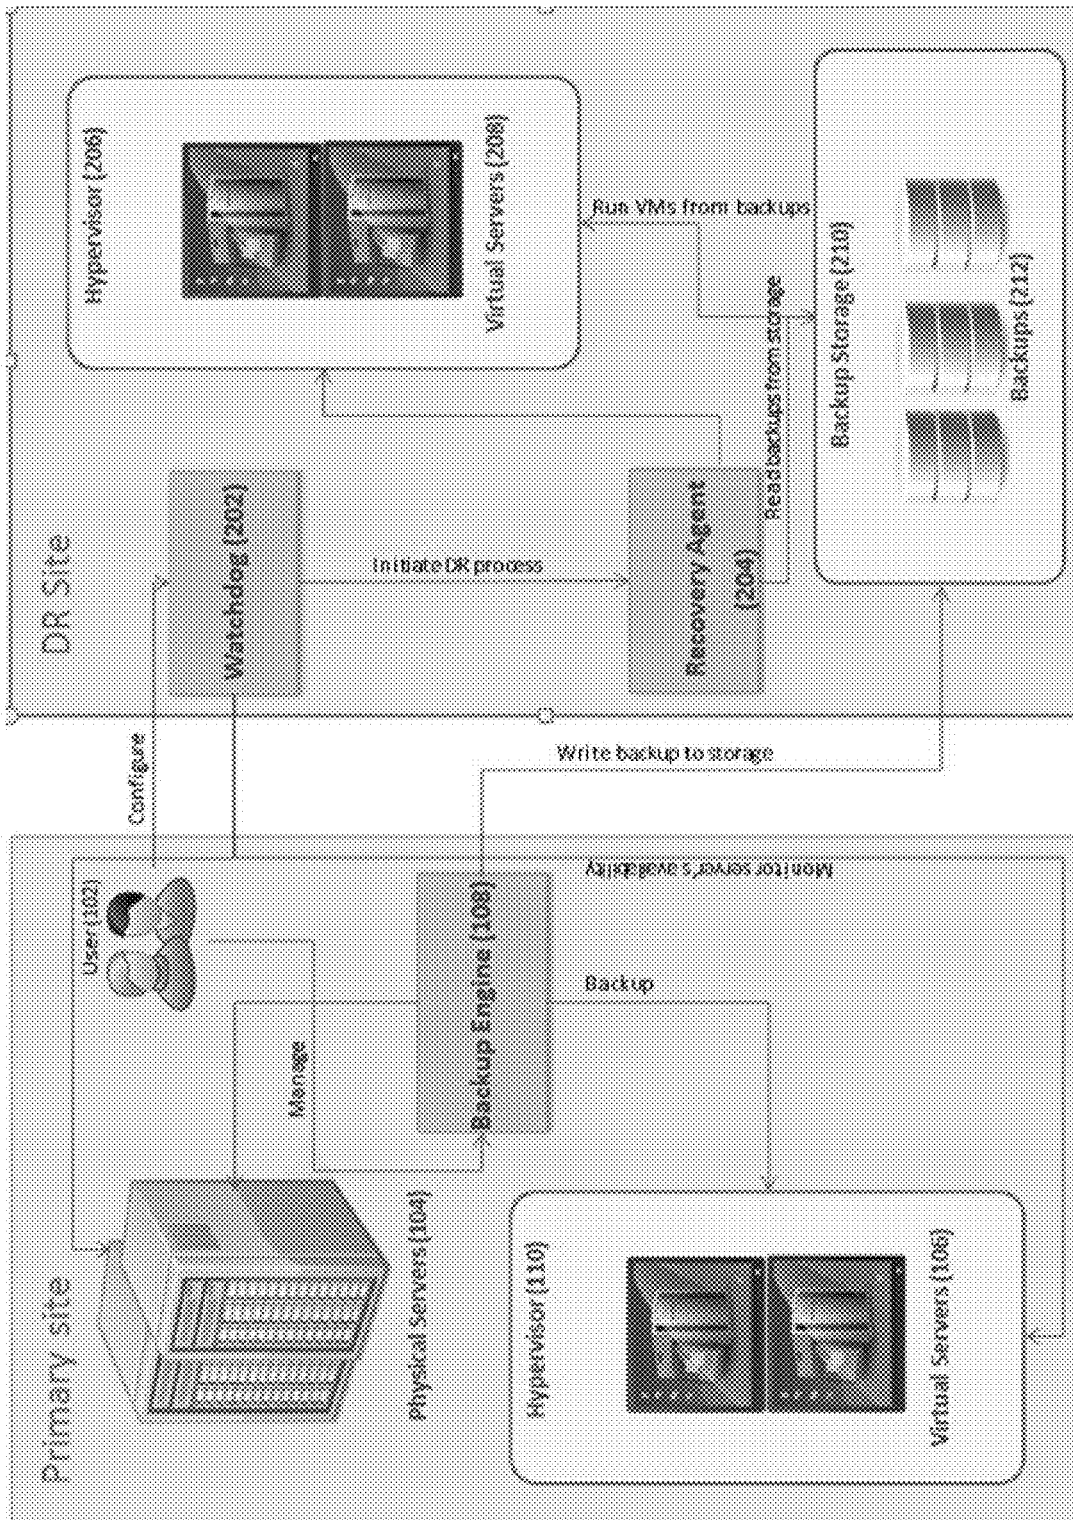 Primary site
User (102)
Physical Servers (104)
Manage
Backup Engine (108)
Backup
Hypervisor (110)
Virtual Servers (106)
Monitor server's availability
Configure
Write backup to storage
DR Site
Watchdog (202)
Initiate DR process
Recovery Agent
(204)
Hypervisor (206)
Virtual Servers (208)
Run VMs from backups
Read backups from storage
Backup Storage (210)
Backups (212)